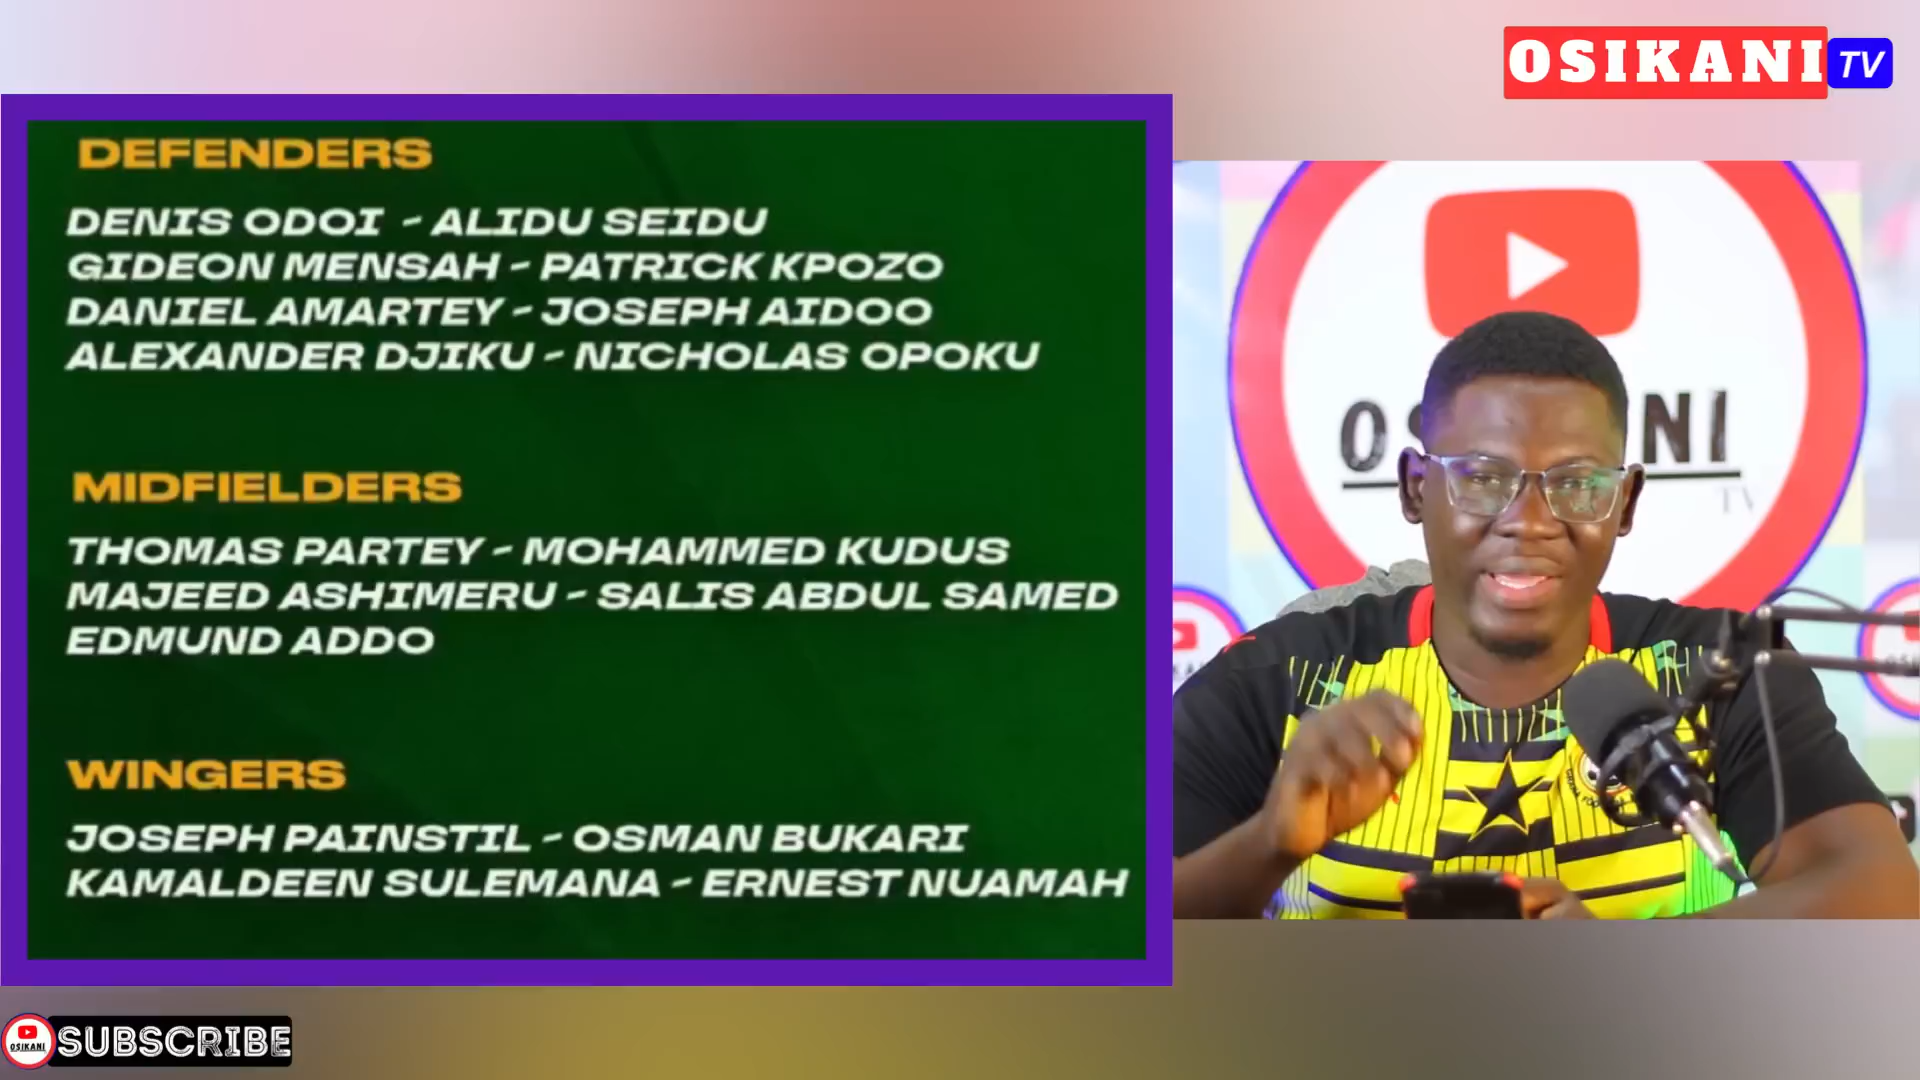 OSIKANI TV
DEFENDERS
DENIS ODOI - ALIDU SEIDU
GIDEON MENSAH - PATRICK KPOZO
DANIEL AMARTEY - JOSEPH AIDOO
ALEXANDER DJIKU - NICHOLAS OPOKU
MIDFIELDERS
THOMAS PARTEY - MOHAMMED KUDUS
MAJEED ASHIMERU - SALIS ABDUL SAMED
EDMUND ADDO
WINGERS
JOSEPH PAINSTIL - OSMAN BUKARI
KAMALDEEN SULEMANA - ERNEST NUAMAH
TV
OSIKANI
SUBSCRIBE